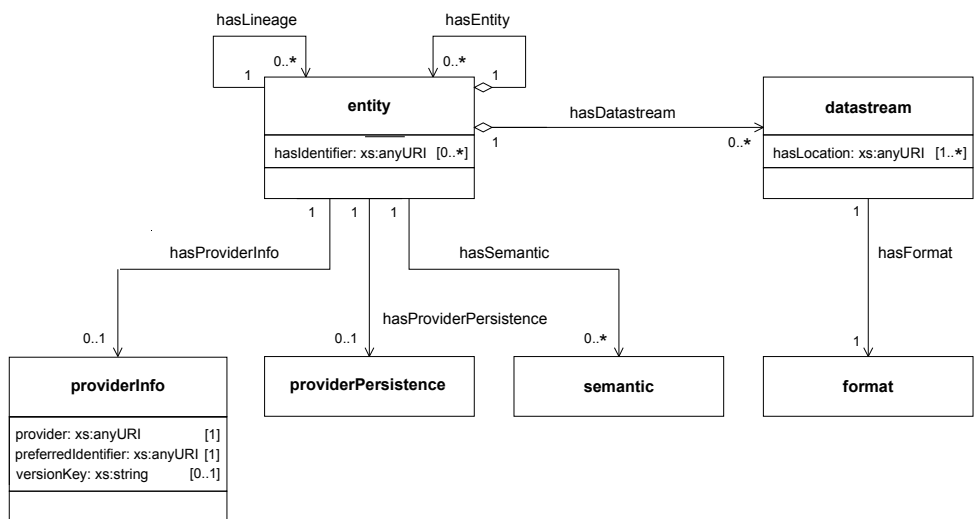 hasLineage
hasEntity
0..*
0..*
1
1
entity
datastream
hasDatastream
1
0..*
hasIdentifier: xs:anyURI [0..*]
hasLocation: xs:anyURI [1..*]
1
1
1
1
hasProviderInfo
hasSemantic
hasFormat
hasProviderPersistence
0..1
0..1
0..*
1
providerInfo
providerPersistence
semantic
format
provider: xs:anyURI [1]
preferredIdentifier: xs:anyURI [1]
versionKey: xs:string [0..1]